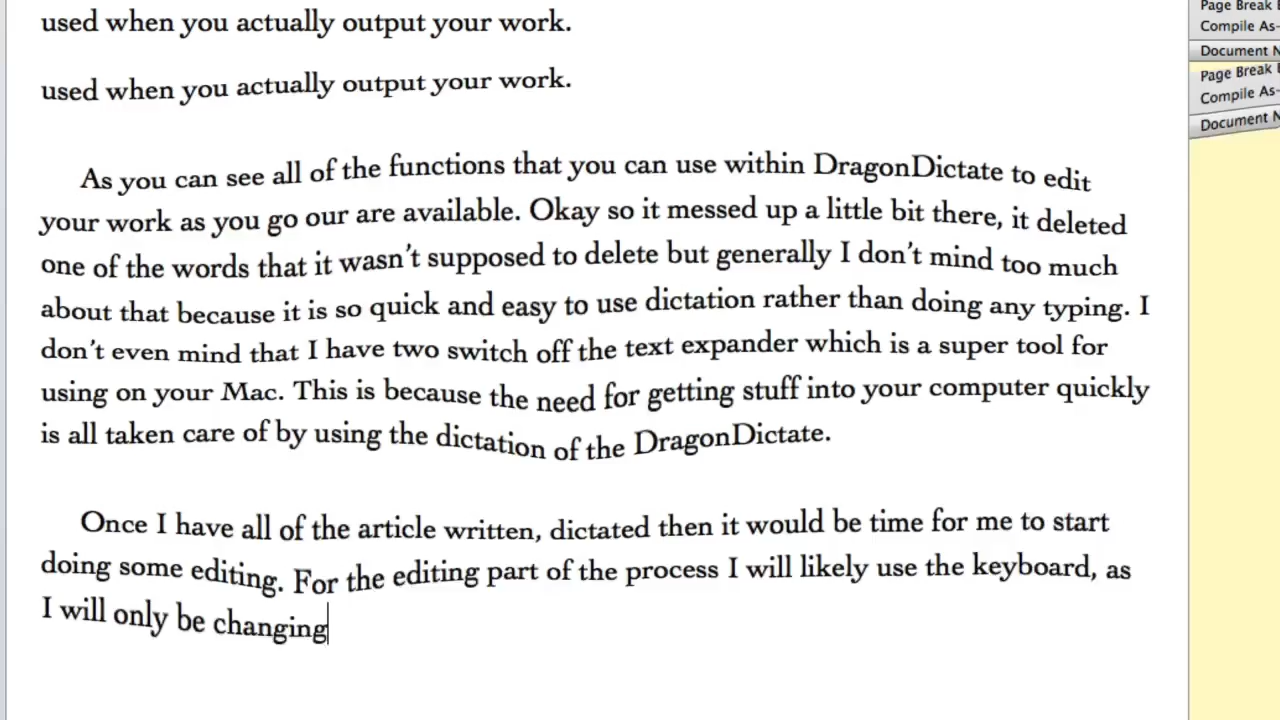 used when you actually output your work.
used when you actually output your work.
As you can see all of the functions that you can use within DragonDictate to edit
your work as you go our are available. Okay so it messed up a little bit there, it deleted
one of the words that it wasn't supposed to delete but generally I don't mind too much
about that because it is so quick and easy to use dictation rather than doing any typing. I
don't even mind that I have two switch off the text expander which is a super tool for
using on your Mac. This is because the need for getting stuff into your computer quickly
is all taken care of by using the dictation of the DragonDictate.
Once I have all of the article written, dictated then it would be time for me to start
doing some editing. For the editing part of the process I will likely use the keyboard, as
I will only be changing
Page Break
Compile As-
Document N
Page Break
Compile As-
Document N